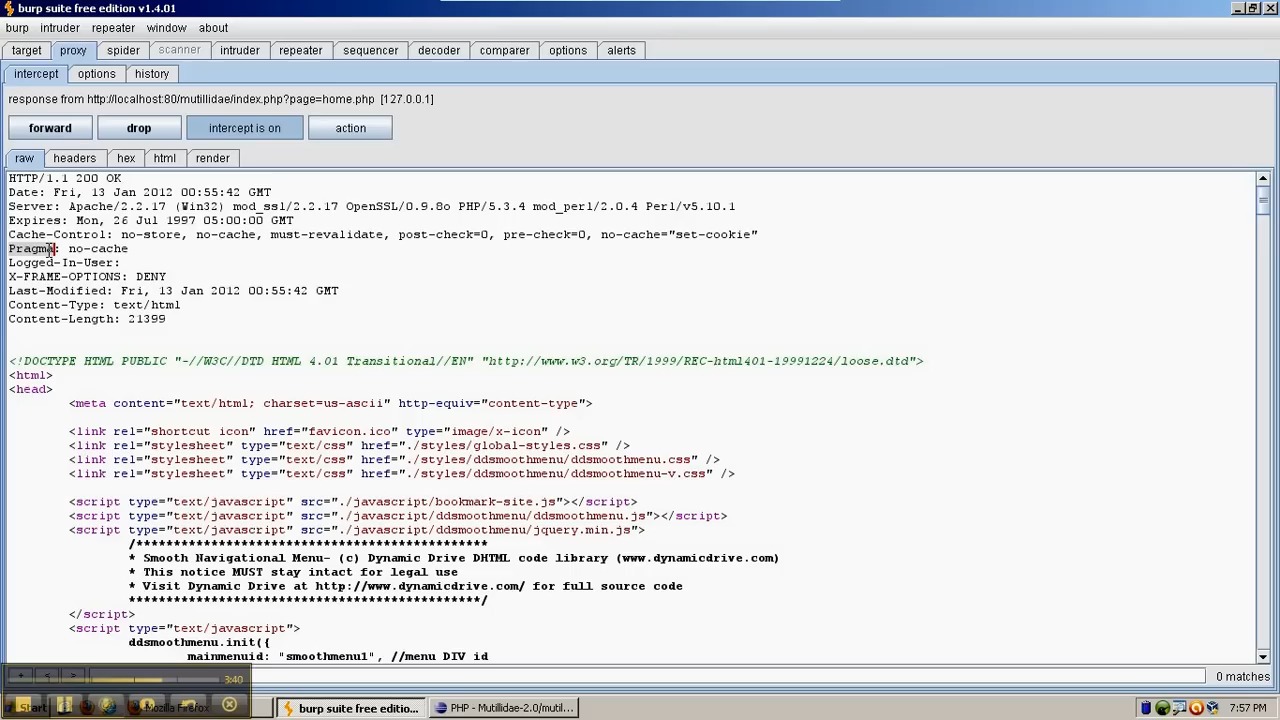 burp suite free edition v1.4.01
burp intruder repeater window about
target proxy spider scanner intruder repeater sequencer decoder comparer options alerts
intercept options history
response from http://localhost:80/mutillidae/index.php?page=home.php [127.0.0.1]
forward drop intercept is on action
raw headers hex html render
HTTP/1.1 200 OK
Date: Fri, 13 Jan 2012 00:55:42 GMT
Server: Apache/2.2.17 (Win32) mod_ssl/2.2.17 OpenSSL/0.9.8o PHP/5.3.4 mod_perl/2.0.4 Perl/v5.10.1
Expires: Mon, 26 Jul 1997 05:00:00 GMT
Cache-Control: no-store, no-cache, must-revalidate, post-check=0, pre-check=0, no-cache="set-cookie"
Pragma: no-cache
Logged-In-User:
X-FRAME-OPTIONS: DENY
Last-Modified: Fri, 13 Jan 2012 00:55:42 GMT
Content-Type: text/html
Content-Length: 21399
<!DOCTYPE HTML PUBLIC "-//W3C//DTD HTML 4.01 Transitional//EN" "http://www.w3.org/TR/1999/REC-html401-19991224/loose.dtd">
<html>
<head>
<meta content="text/html; charset=us-ascii" http-equiv="content-type">
<link rel="shortcut icon" href="favicon.ico" type="image/x-icon" />
<link rel="stylesheet" type="text/css" href="./styles/global-styles.css" />
<link rel="stylesheet" type="text/css" href="./styles/ddsmoothmenu/ddsmoothmenu.css" />
<link rel="stylesheet" type="text/css" href="./styles/ddsmoothmenu/ddsmoothmenu-v.css" />
<script type="text/javascript" src="./javascript/bookmark-site.js"></script>
<script type="text/javascript" src="./javascript/ddsmoothmenu/ddsmoothmenu.js"></script>
<script type="text/javascript" src="./javascript/ddsmoothmenu/jquery.min.js">
/***********************************************
* Smooth Navigational Menu- (c) Dynamic Drive DHTML code library (www.dynamicdrive.com)
* This notice MUST stay intact for legal use
* Visit Dynamic Drive at http://www.dynamicdrive.com/ for full source code
***********************************************/
</script>
<script type="text/javascript">
ddsmoothmenu.init({
mainmenuid: "smoothmenu1", //menu DIV id
+ < > 3:40 0 matches
Start Mozilla Firefox burp suite free editio... PHP - Mutillidae-2.0/mutil... 7:57 PM